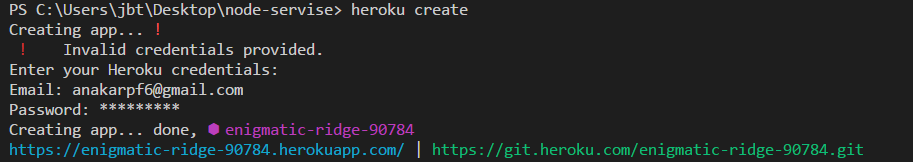 PS C:\Users\jbt\Desktop\node-servise> heroku create
Creating app... !
!    Invalid credentials provided.
Enter your Heroku credentials:
Email: anakarpf6@gmail.com
Password: *********
Creating app... done, ⬢ enigmatic-ridge-90784
https://enigmatic-ridge-90784.herokuapp.com/ | https://git.heroku.com/enigmatic-ridge-90784.git